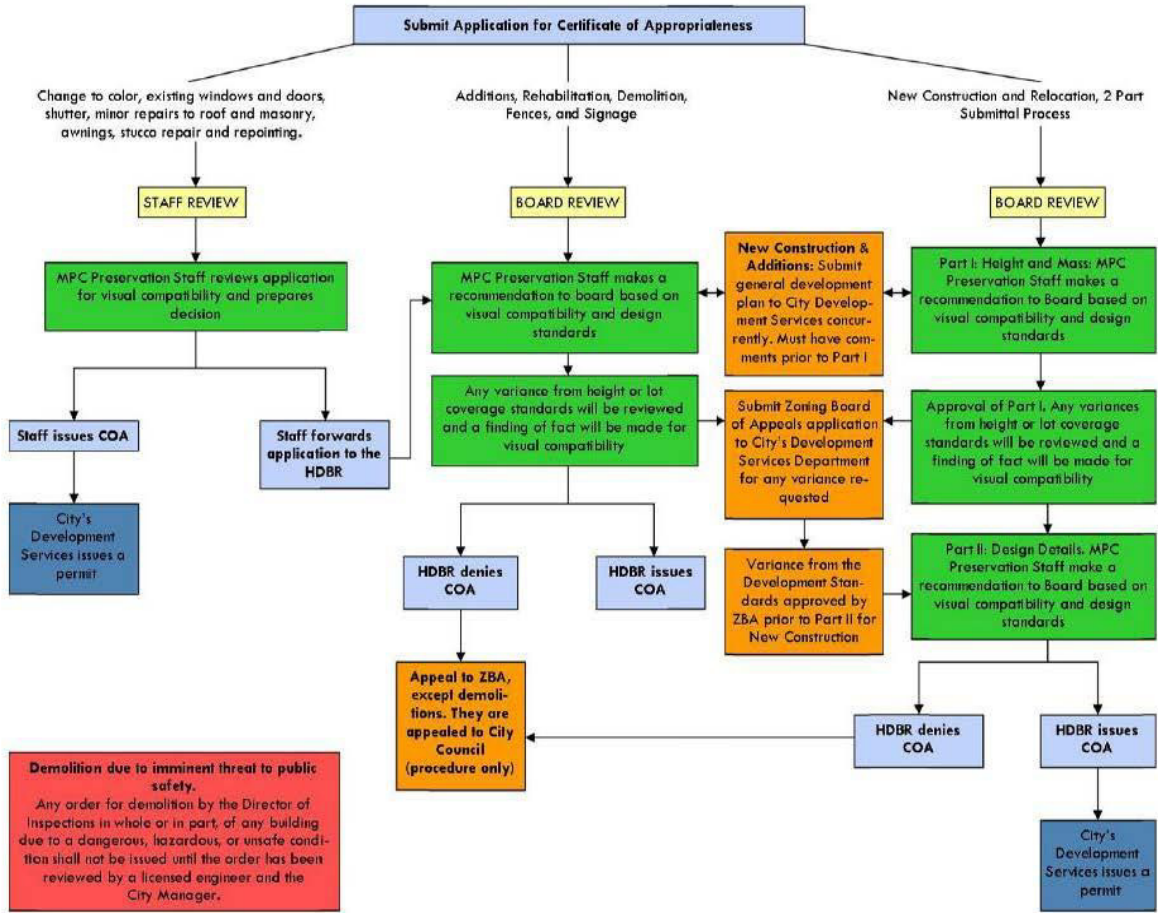 Submit Application for Certificate of Appropriateness
Change to color, existing windows and doors,
shutter, minor repairs to roof and masonry,
awnings, stucco repair and repointing.
Additions, Rehabilitation, Demolition,
Fences, and Signage
New Construction and Relocation, 2 Part
Submittal Process
STAFF REVIEW
BOARD REVIEW
BOARD REVIEW
MPC Preservation Staff reviews application
for visual compatibility and prepares
decision
MPC Preservation Staff makes a
recommendation to board based on
visual compatibility and design
standards
New Construction &
Additions: Submit
general development
plan to City Develop-
ment Services concur-
rently. Must have com-
ments prior to Part I
Part I: Height and Mass: MPC
Preservation Staff makes a
recommendation to Board based on
visual compatibility and design
standards
Staff issues COA
Staff forwards
application to the
HDBR
Any variance from height or lot
coverage standards will be reviewed
and a finding of fact will be made for
visual compatibility
Submit Zoning Board
of Appeals application
to City's Development
Services Department
for any variance re-
quested
Approval of Part I. Any variances
from height or lot coverage
standards will be reviewed and a
finding of fact will be made for
visual compatibility
City's
Development
Services issues a
permit
HDBR denies
COA
HDBR issues
COA
Variance from the
Development Stan-
dards approved by
ZBA prior to Part II for
New Construction
Part II: Design Details. MPC
Preservation Staff make a
recommendation to Board based on
visual compatibility and design
standards
Appeal to ZBA,
except demoli-
tions. They are
appealed to City
Council
(procedure only)
HDBR denies
COA
HDBR issues
COA
Demolition due to imminent threat to public
safety.
Any order for demolition by the Director of
Inspections in whole or in part, of any building
due to a dangerous, hazardous, or unsafe condi-
tion shall not be issued until the order has been
reviewed by a licensed engineer and the
City Manager.
City's
Development
Services issues a
permit